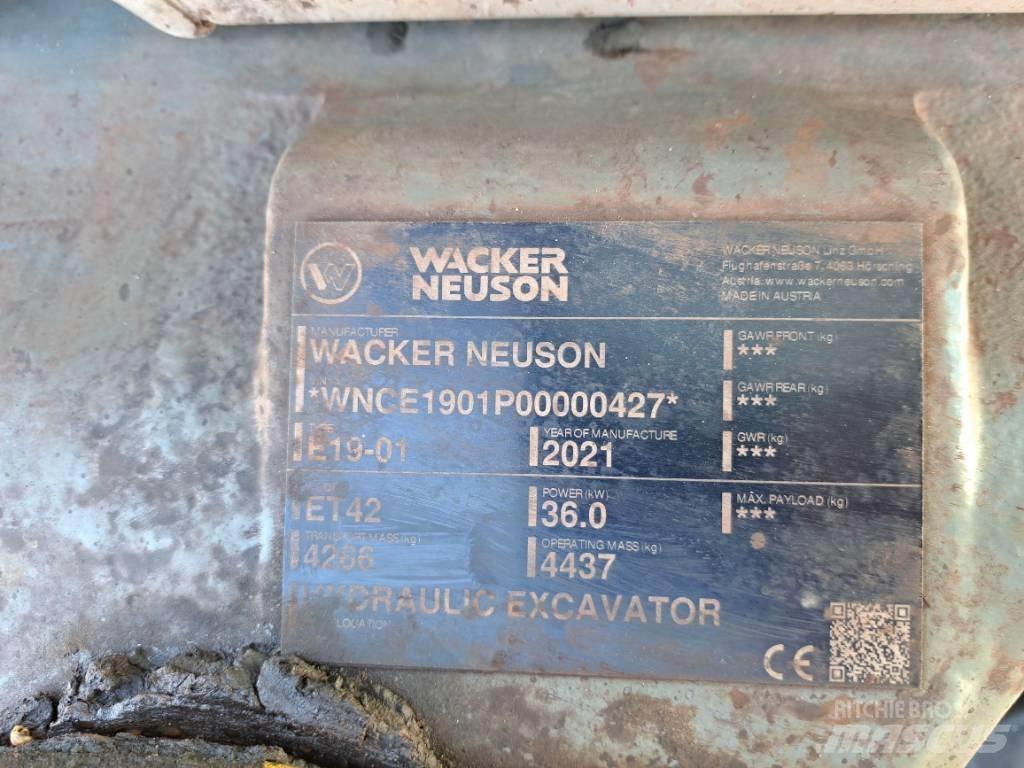 WACKER
NEUSON
WACKER NEUSON Linz GmbH
Flughafenstraße 7, 4063 Hörsching
Austria, www.wackerneuson.com
MADE IN AUSTRIA
MANUFACTURER
WACKER NEUSON
*WNCE1901P00000427*
E19-01
YEAR OF MANUFACTURE
2021
ET42
POWER (kW)
36.0
TRANSPORT MASS (kg)
4266
OPERATING MASS (kg)
4437
HYDRAULIC EXCAVATOR
LOCATION
GAWR FRONT (kg)
***
GAWR REAR (kg)
***
GWR (kg)
***
MAX. PAYLOAD (kg)
***
CE
RITCHIE BROS
MASCUS